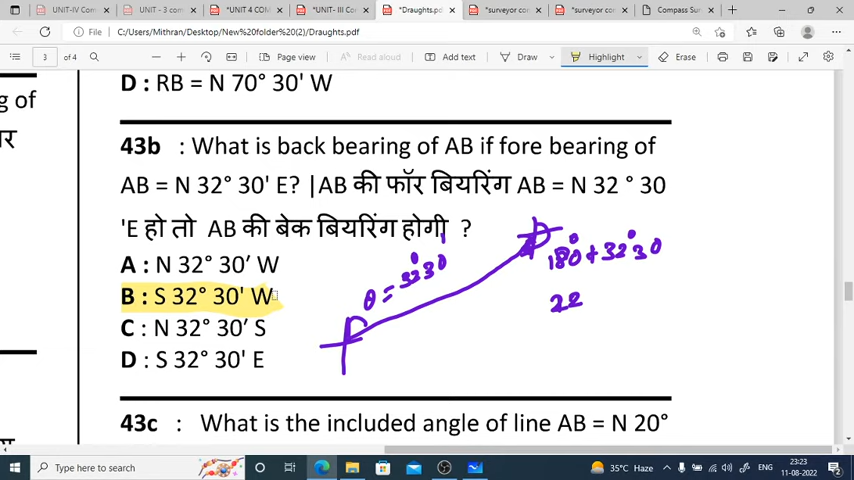 UNIT-IV Com
UNIT - 3 com
*UNIT 4 COM
*UNIT- III Co
*Draughts.pd
*surveyor co
*surveyor co
Compass Sur
File
C:/Users/Mithran/Desktop/New%20folder%20(2)/Draughts.pdf
3
of 4
Page view
Add text
Draw
Highlight
Erase
g of
D : RB = N 70° 30' W
43b : What is back bearing of AB if fore bearing of
AB = N 32° 30' E? |AB की फॉर बियरिंग AB = N 32 ° 30
'E हो तो AB की बेक बियरिंग होगी ?
A : N 32° 30′ W
B : S 32° 30' W
C : N 32° 30′ S
D : S 32° 30' E
θ = 32°30'
180° + 32°30
22
43c : What is the included angle of line AB = N 20°
Type here to search
35°C Haze
ENG
23:23
11-08-2022
2